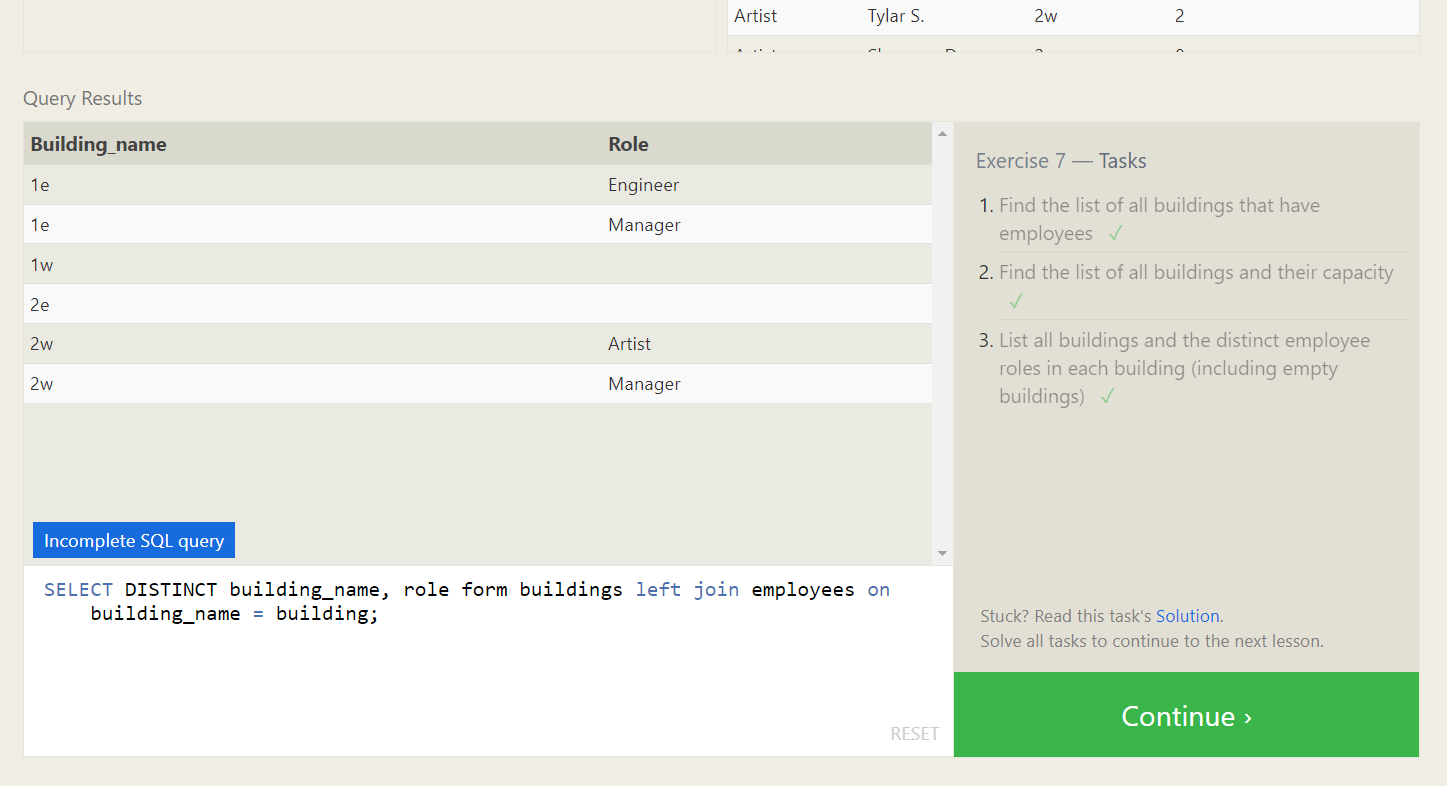 Artist Tylar S. 2w 2
Query Results
Building_name Role
1e Engineer
1e Manager
1w
2e
2w Artist
2w Manager
Incomplete SQL query
SELECT DISTINCT building_name, role form buildings left join employees on
building_name = building;
RESET
Exercise 7 — Tasks
1. Find the list of all buildings that have
employees ✓
2. Find the list of all buildings and their capacity
✓
3. List all buildings and the distinct employee
roles in each building (including empty
buildings) ✓
Stuck? Read this task's Solution.
Solve all tasks to continue to the next lesson.
Continue ›